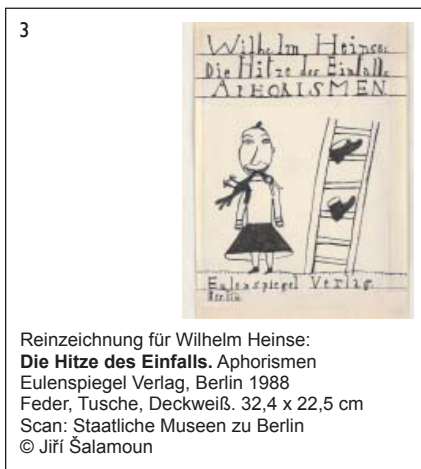 3
Wilhelm Heinse:
Die Hitze des Einfalls
APHORISMEN
Eulenspiegel Verlag
Berlin
Reinzeichnung für Wilhelm Heinse:
Die Hitze des Einfalls. Aphorismen
Eulenspiegel Verlag, Berlin 1988
Feder, Tusche, Deckweiß. 32,4 x 22,5 cm
Scan: Staatliche Museen zu Berlin
© Jiří Šalamoun